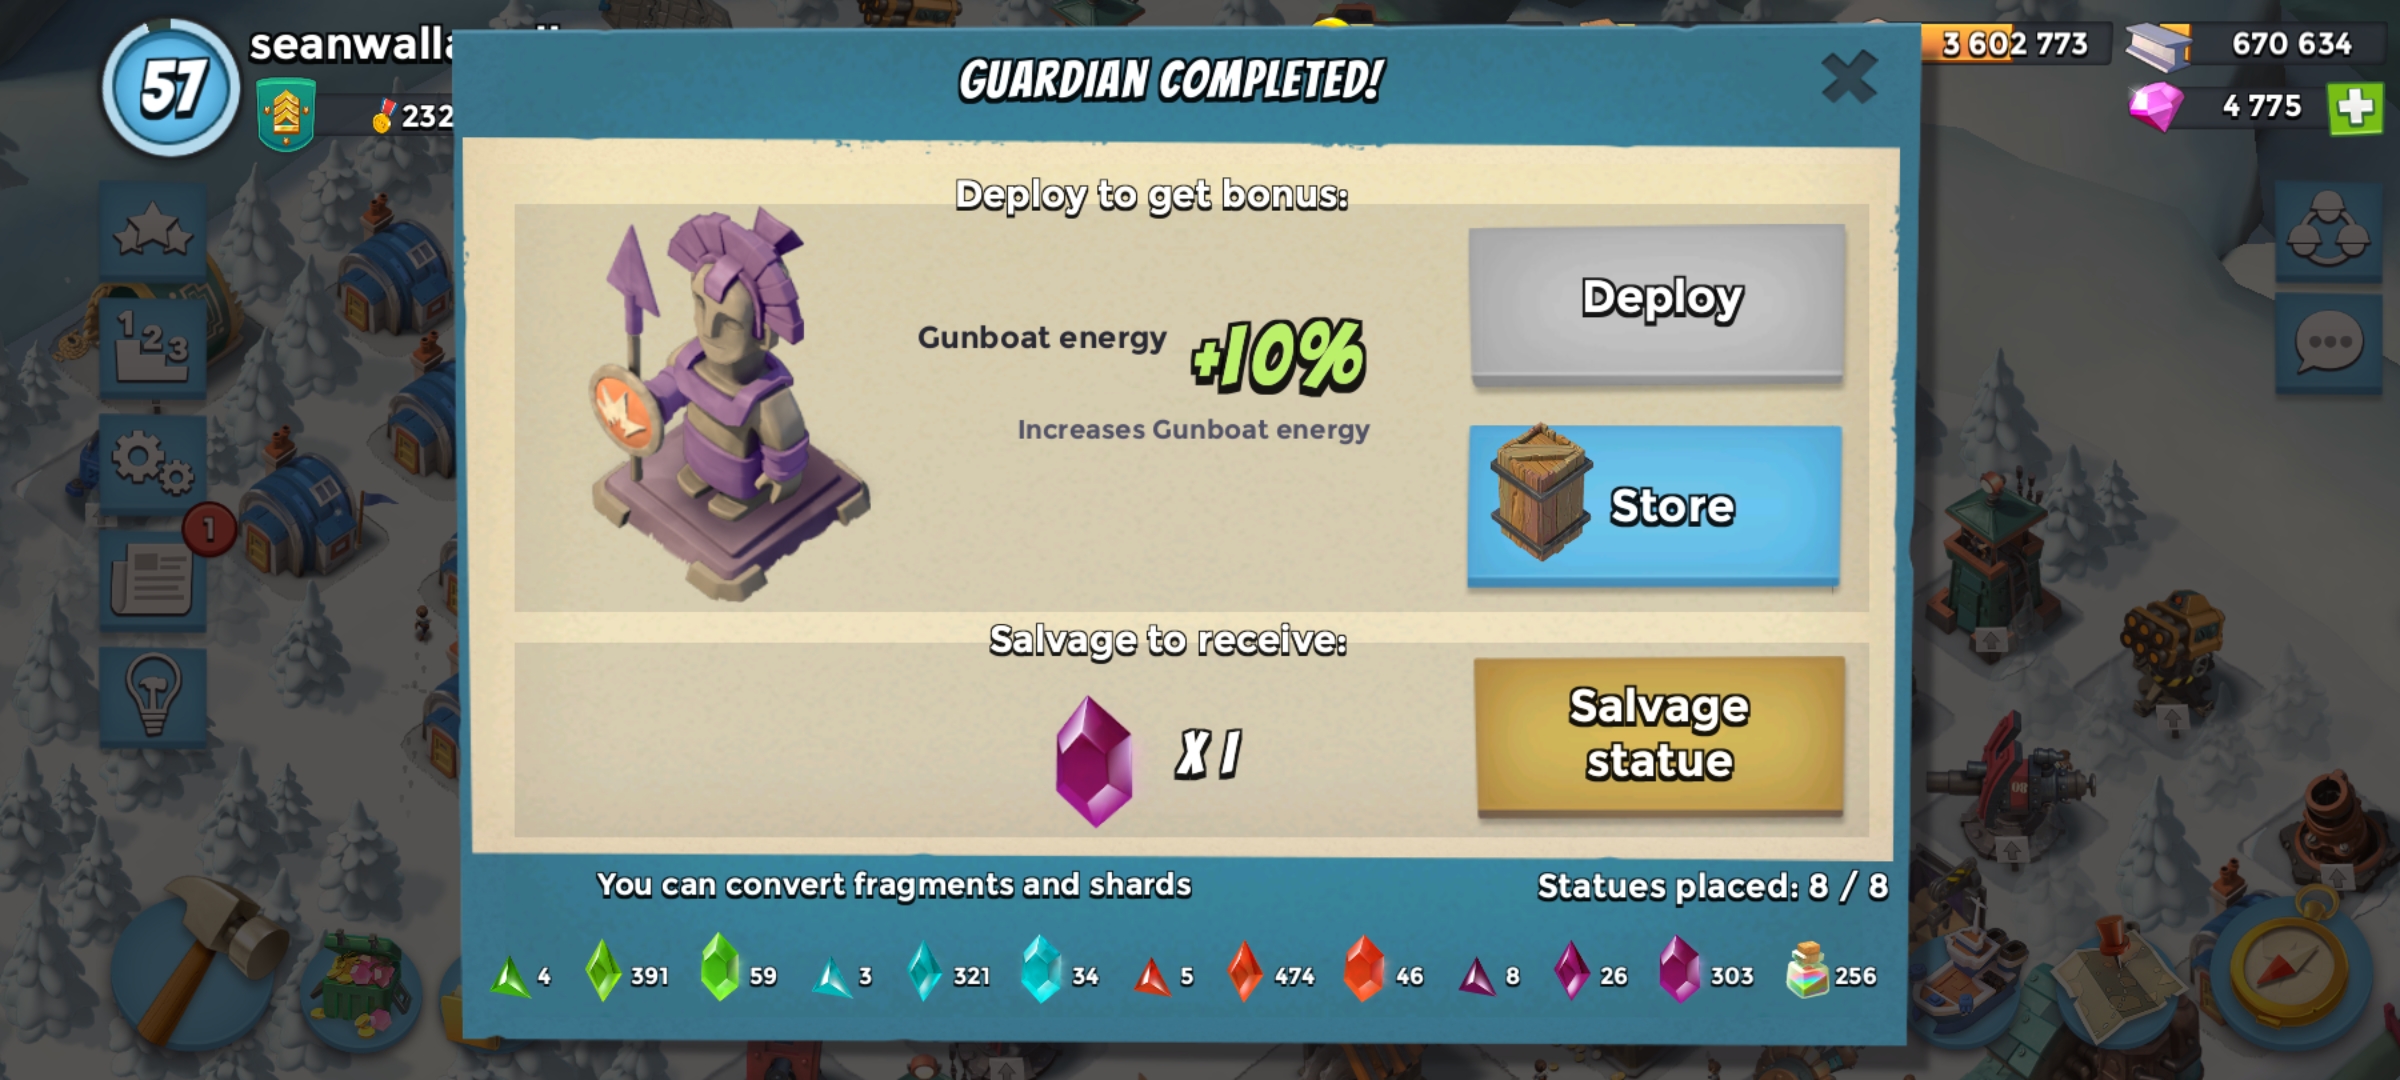 57
GUARDIAN COMPLETED!
3 602 773
670 634
232
4 775
Deploy to get bonus:
Gunboat energy +10%
Increases Gunboat energy
Deploy
Store
1 2 3
1
Salvage to receive:
X 1
Salvage
statue
08
You can convert fragments and shards
Statues placed: 8 / 8
4 391 59 3 321 34 5 474 46 8 26 303 256